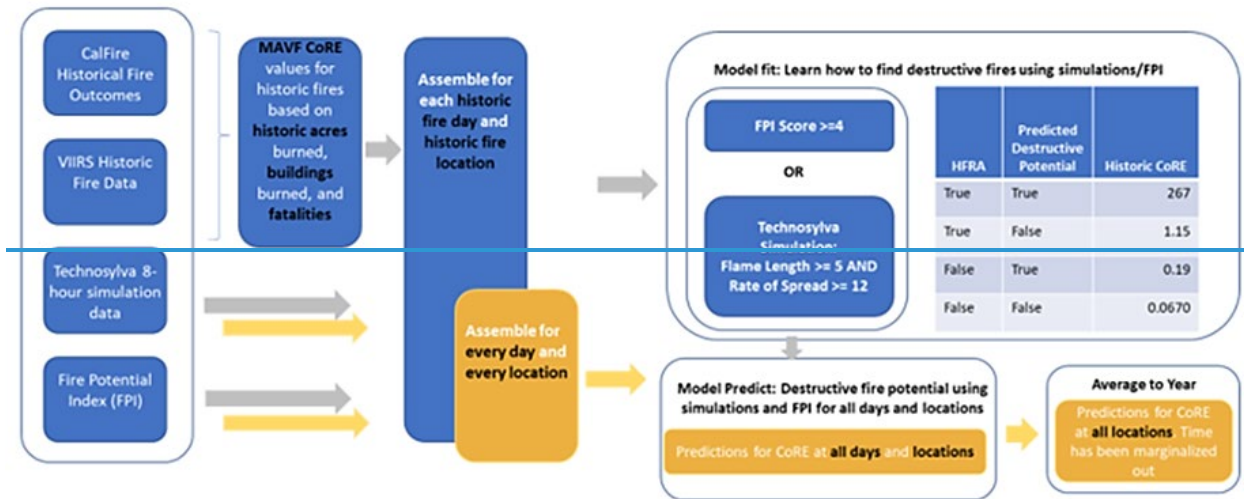 CalFire
Historical Fire
Outcomes
VIIRS Historic
Fire Data
Technosylva 8-
hour simulation
data
Fire Potential
Index (FPI)
MAVF CoRE
values for
historic fires
based on
historic acres
burned,
buildings
burned, and
fatalities
Assemble for
each historic
fire day and
historic fire
location
Assemble for
every day and
every location
Model fit: Learn how to find destructive fires using simulations/FPI
FPI Score >=4
OR
Technosylva
Simulation:
Flame Length >= 5 AND
Rate of Spread >= 12
HFRA
Predicted
Destructive
Potential
Historic CoRE
True True 267
True False 1.15
False True 0.19
False False 0.0670
Model Predict: Destructive fire potential using
simulations and FPI for all days and locations
Predictions for CoRE at all days and locations
Average to Year
Predictions for CoRE
at all locations. Time
has been marginalized
out